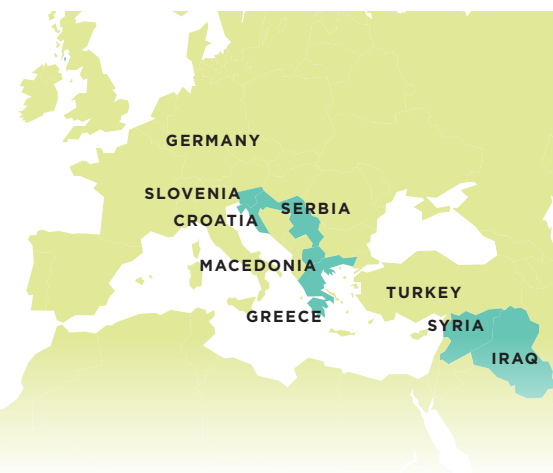 GERMANY
SLOVENIA
CROATIA
SERBIA
MACEDONIA
GREECE
TURKEY
SYRIA
IRAQ